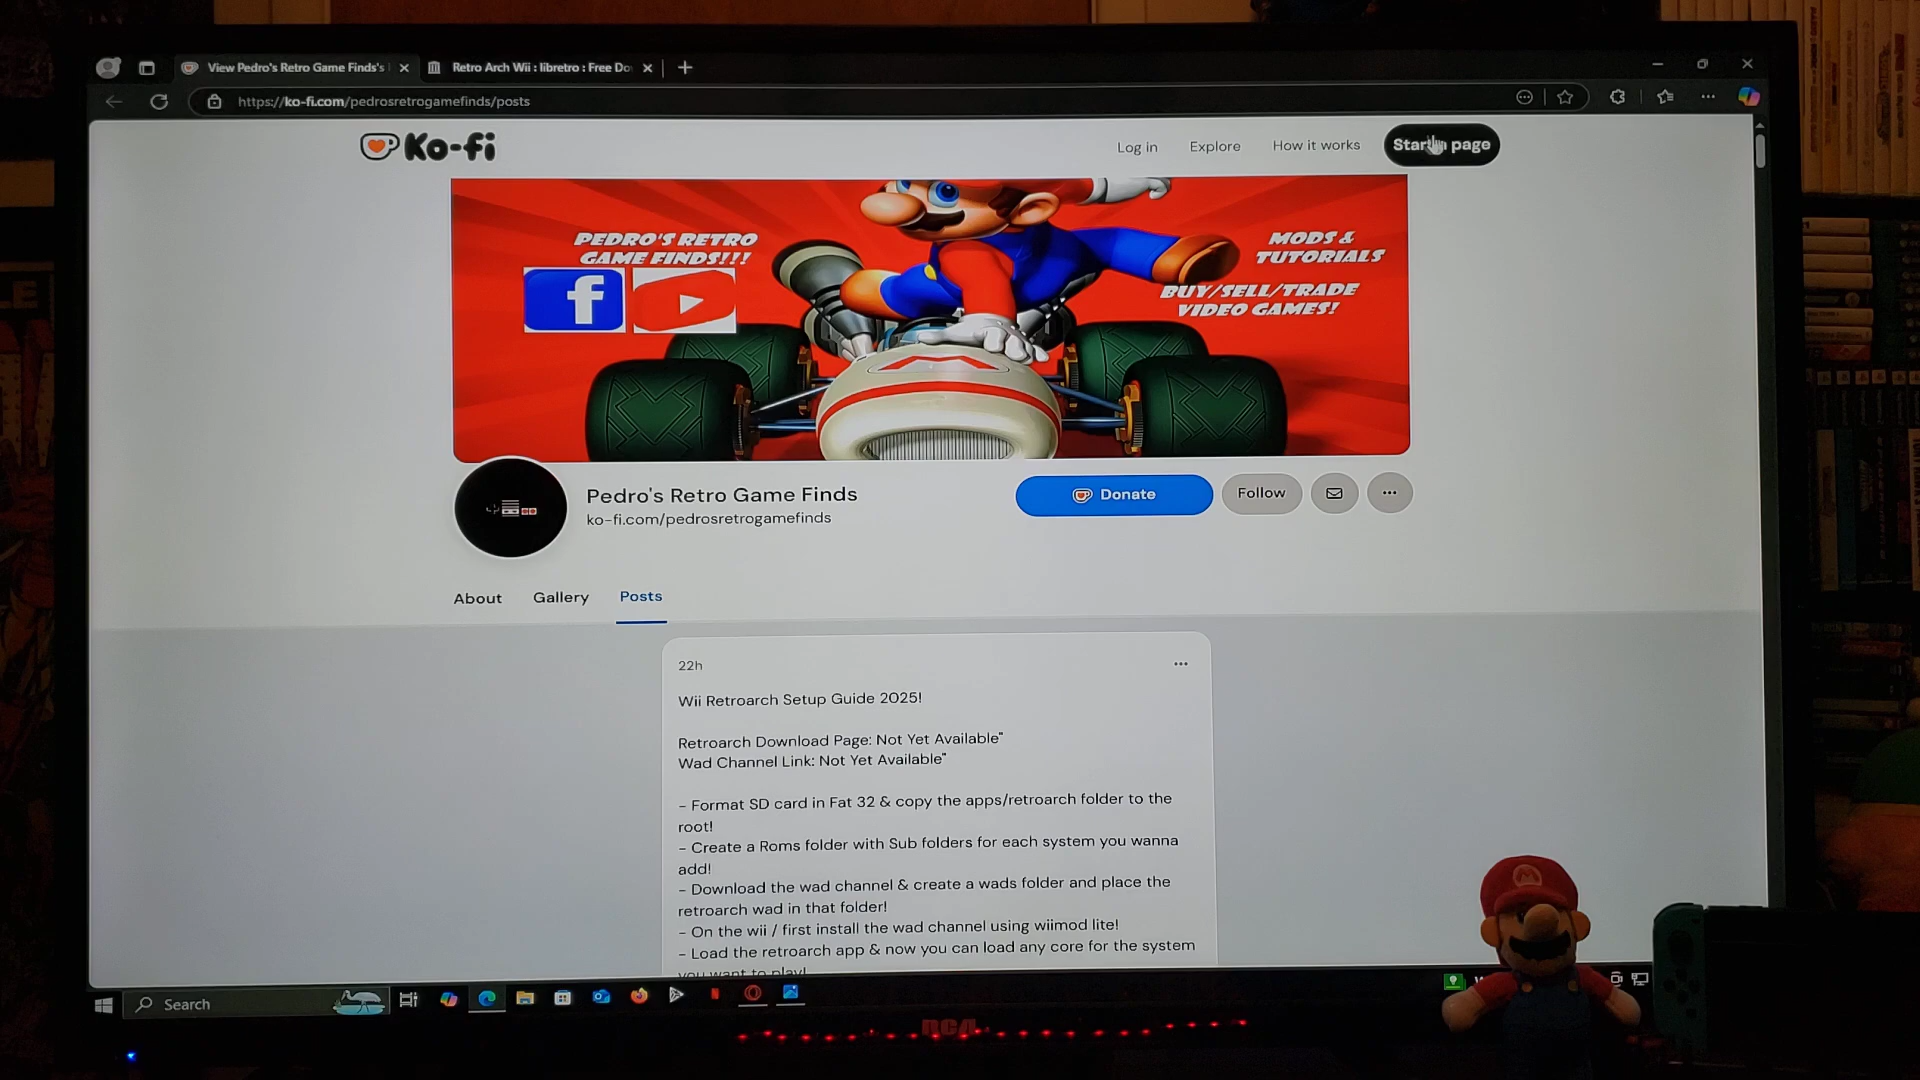 View Pedro's Retro Game Finds's
Retro Arch Wii : libretro : Free Do
https://ko-fi.com/pedrosretrogamefinds/posts
Ko-fi
Log in
Explore
How it works
Start page
PEDRO'S RETRO
GAME FINDS!!!
MODS &
TUTORIALS
BUY/SELL/TRADE
VIDEO GAMES!
Pedro's Retro Game Finds
ko-fi.com/pedrosretrogamefinds
Donate
Follow
About
Gallery
Posts
22h
Wii Retroarch Setup Guide 2025!
Retroarch Download Page: Not Yet Available"
Wad Channel Link: Not Yet Available"
- Format SD card in Fat 32 & copy the apps/retroarch folder to the
root!
- Create a Roms folder with Sub folders for each system you wanna
add!
- Download the wad channel & create a wads folder and place the
retroarch wad in that folder!
- On the wii / first install the wad channel using wiimod lite!
- Load the retroarch app & now you can load any core for the system
you want to play!
Search
RCA